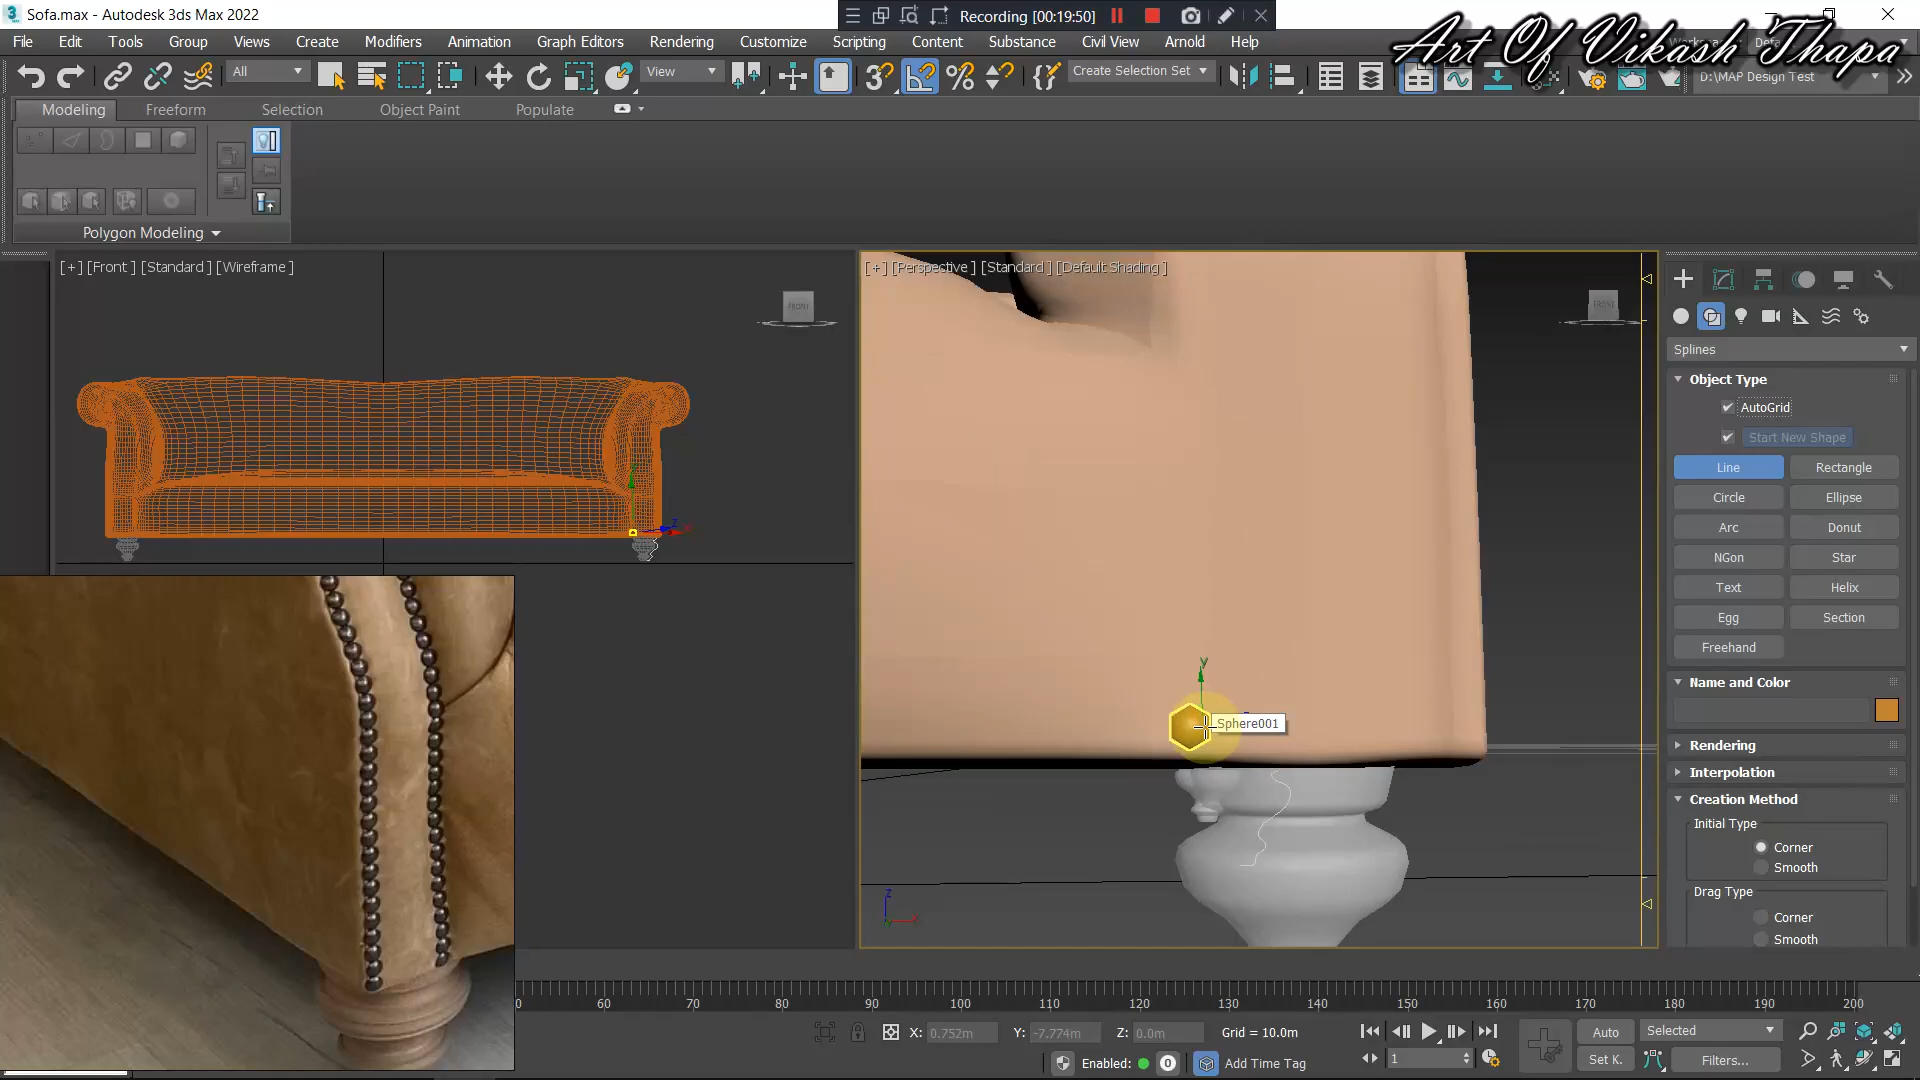 Sofa.max - Autodesk 3ds Max 2022
Recording [00:19:50]
Art Of Vikash Thapa
File Edit Tools Group Views Create Modifiers Animation Graph Editors Rendering Customize Scripting Content Substance Civil View Arnold Help
All View Create Selection Set D:\MAP Design Test
Modeling Freeform Selection Object Paint Populate
Polygon Modeling
[+] [Front ] [Standard ] [Wireframe ]
[+] [Perspective ] [Standard ] [Default Shading ]
FRONT
FRONT
Splines
Object Type
AutoGrid
Start New Shape
Line Rectangle
Circle Ellipse
Arc Donut
NGon Star
Text Helix
Egg Section
Freehand
Name and Color
Rendering
Interpolation
Creation Method
Initial Type
Corner
Smooth
Drag Type
Corner
Smooth
Sphere001
y
z
x
z
0 60 70 80 90 100 110 120 130 140 150 160 170 180 190 200
X: 0.752m Y: -7.774m Z: 0.0m Grid = 10.0m
Auto Selected
Enabled: 0 Add Time Tag
1
Set K. Filters...